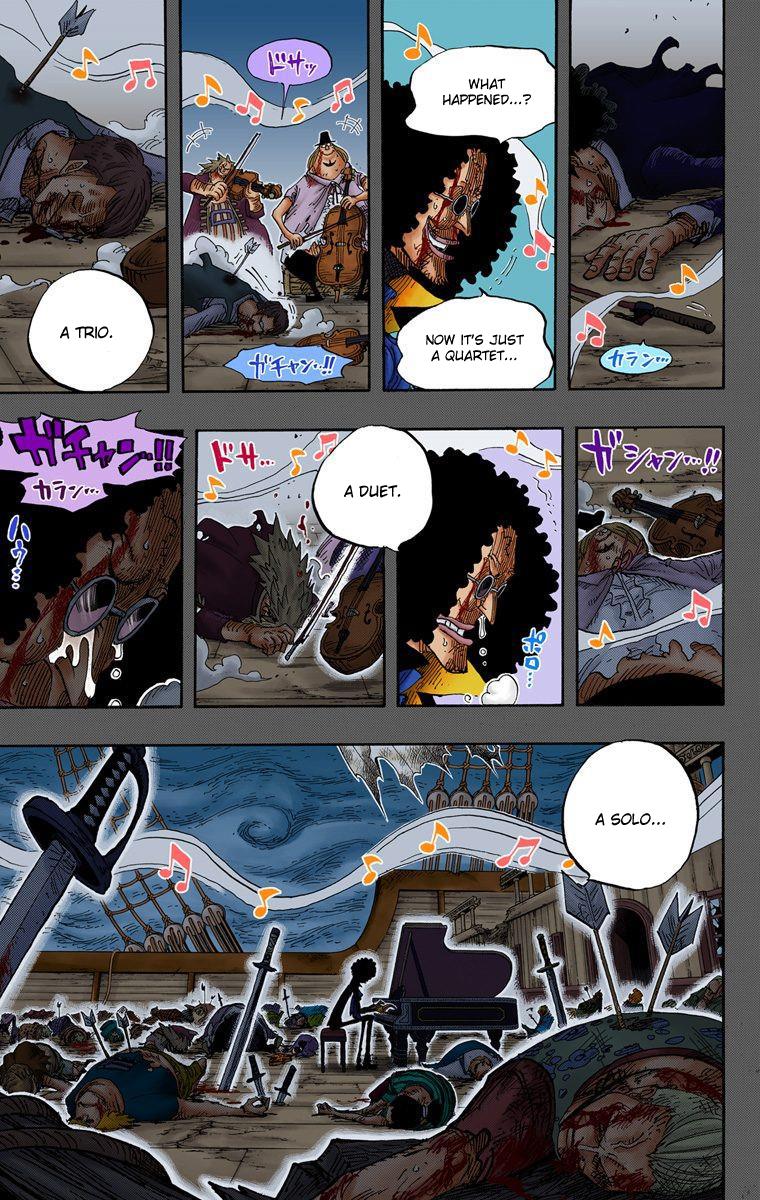 カラン…
WHAT
HAPPENED...?
NOW IT'S JUST
A QUARTET...
ドサッ
ガチャン…!!
A TRIO.
ガシャン…!!
ポロ…
A DUET.
ドサ…
ガチャン…!!
カラン…
ハウ…
A SOLO...